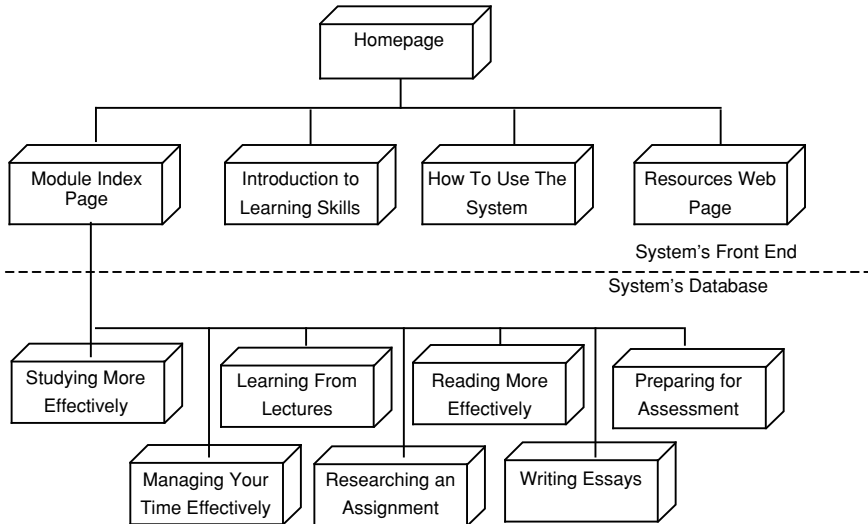 Homepage
Module Index
Page
Introduction to
Learning Skills
How To Use The
System
Resources Web
Page
System's Front End
System's Database
Studying More
Effectively
Learning From
Lectures
Reading More
Effectively
Preparing for
Assessment
Managing Your
Time Effectively
Researching an
Assignment
Writing Essays